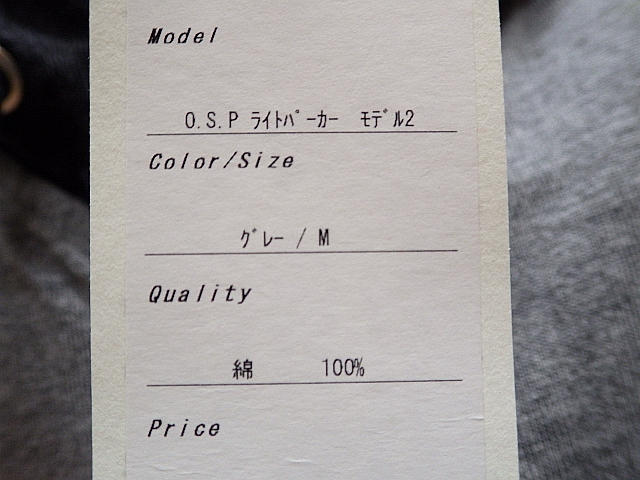 Model
O.S.P ﾗｲﾄﾊﾟｰｶｰ ﾓﾃﾞﾙ2
Color/Size
ｸﾞﾚｰ / M
Quality
綿 100%
Price